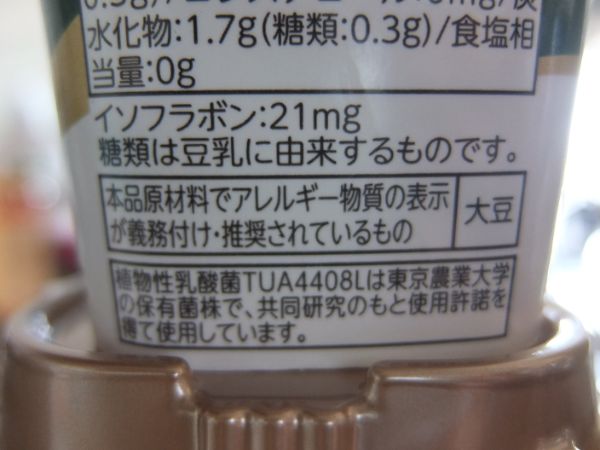 水化物:1.7g(糖類:0.3g)/食塩相
当量:0g
イソフラボン:21mg
糖類は豆乳に由来するものです。
本品原材料でアレルギー物質の表示
が義務付け・推奨されているもの
大豆
植物性乳酸菌TUA4408Lは東京農業大学
の保有菌株で、共同研究のもと使用許諾を
得て使用しています。